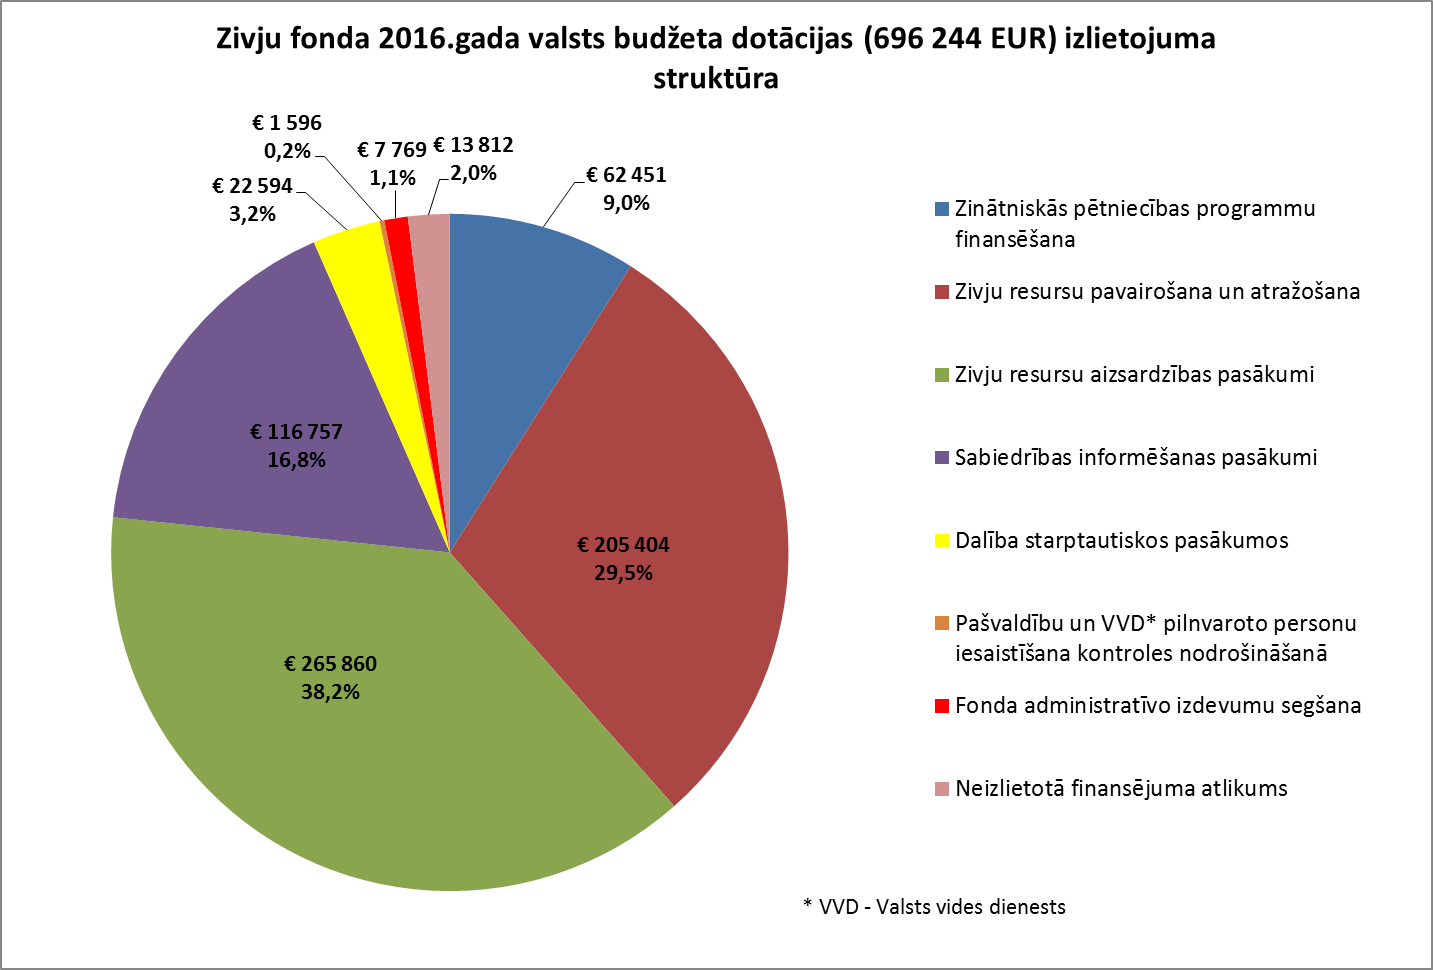 Zivju fonda 2016.gada valsts budžeta dotācijas (696 244 EUR) izlietojuma
struktūra
€ 1 596
0,2%
€ 7 769
1,1%
€ 13 812
2,0%
€ 62 451
9,0%
€ 22 594
3,2%
€ 116 757
16,8%
€ 205 404
29,5%
€ 265 860
38,2%
Zinātniskās pētniecības programmu
finansēšana
Zivju resursu pavairošana un atražošana
Zivju resursu aizsardzības pasākumi
Sabiedrības informēšanas pasākumi
Dalība starptautiskos pasākumos
Pašvaldību un VVD* pilnvaroto personu
iesaistīšana kontroles nodrošināšanā
Fonda administratīvo izdevumu segšana
Neizlietotā finansējuma atlikums
* VVD - Valsts vides dienests